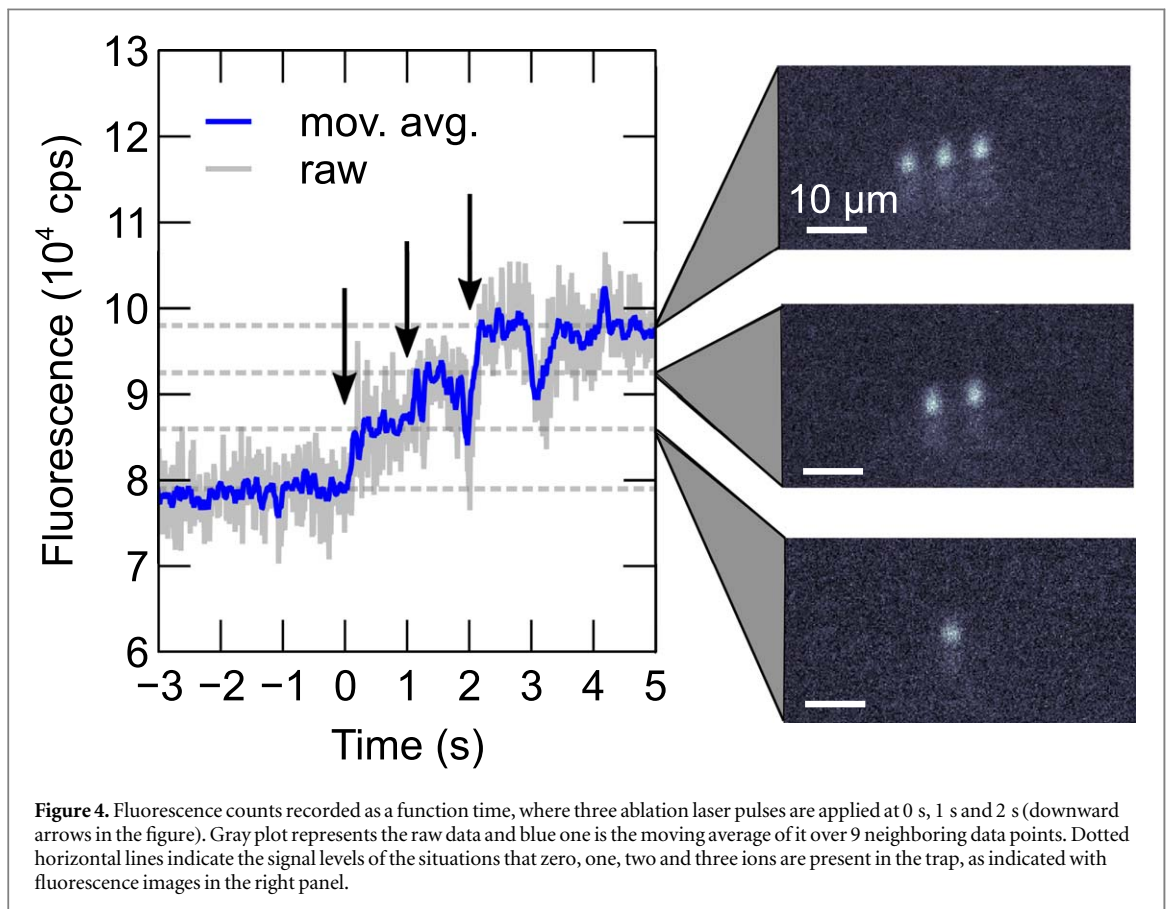 13
12
11
10
9
8
7
6
Fluorescence (10⁴ cps)
mov. avg.
raw
−3 −2 −1 0 1 2 3 4 5
Time (s)
10 μm
Figure 4. Fluorescence counts recorded as a function time, where three ablation laser pulses are applied at 0 s, 1 s and 2 s (downward
arrows in the figure). Gray plot represents the raw data and blue one is the moving average of it over 9 neighboring data points. Dotted
horizontal lines indicate the signal levels of the situations that zero, one, two and three ions are present in the trap, as indicated with
fluorescence images in the right panel.